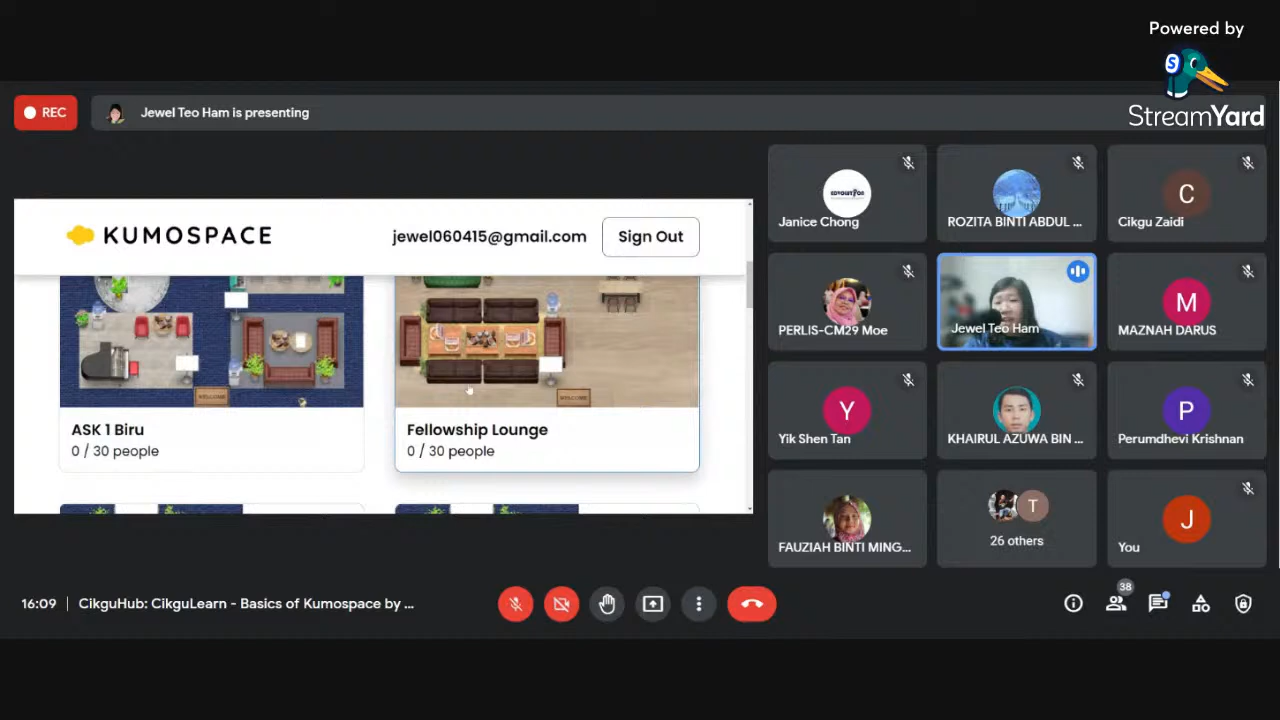 Powered by
S
StreamYard
REC
Jewel Teo Ham is presenting
KUMOSPACE
jewel060415@gmail.com
Sign Out
WELCOME
WELCOME
ASK 1 Biru
0 / 30 people
Fellowship Lounge
0 / 30 people
Janice Chong
ROZITA BINTI ABDUL ...
C
Cikgu Zaidi
PERLIS-CM29 Moe
Jewel Teo Ham
M
MAZNAH DARUS
Y
Yik Shen Tan
KHAIRUL AZUWA BIN ...
P
Perumdhevi Krishnan
FAUZIAH BINTI MING...
T
26 others
J
You
16:09 | CikguHub: CikguLearn - Basics of Kumospace by ...
38